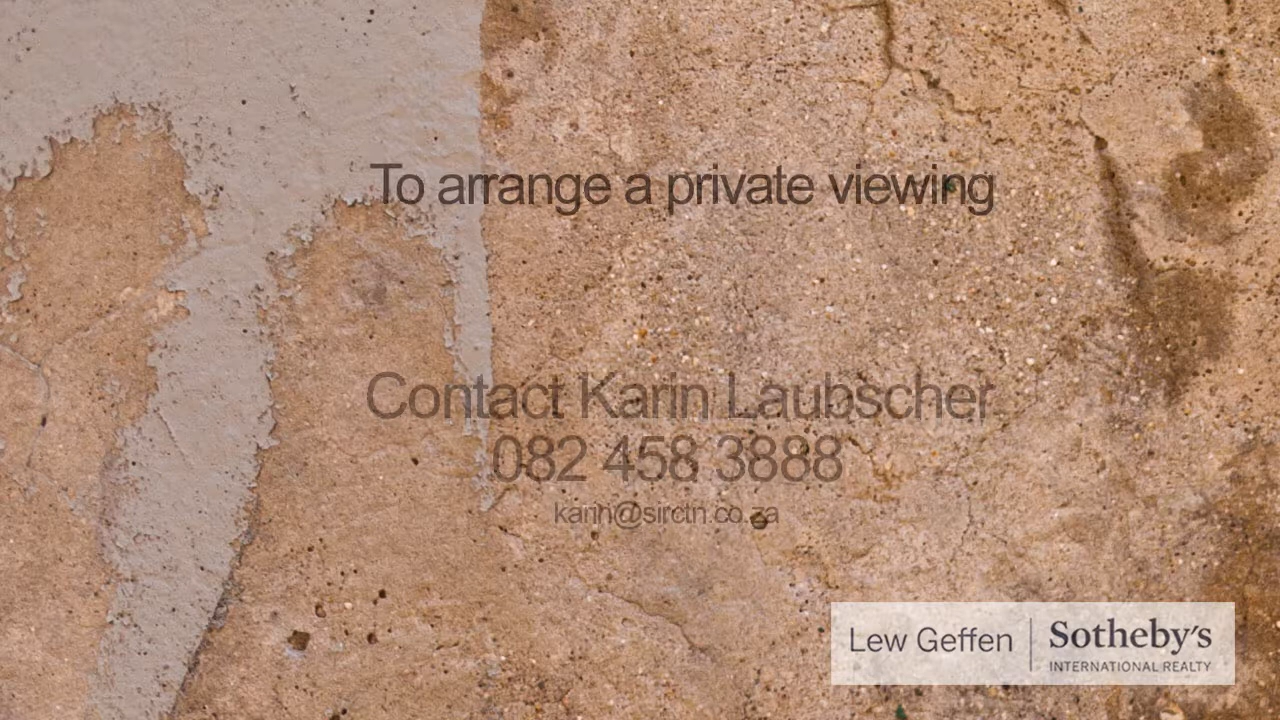 To arrange a private viewing
Contact Karin Laubscher
082 458 3888
karin@sirctn.co.za
Lew Geffen
Sotheby's
INTERNATIONAL REALTY